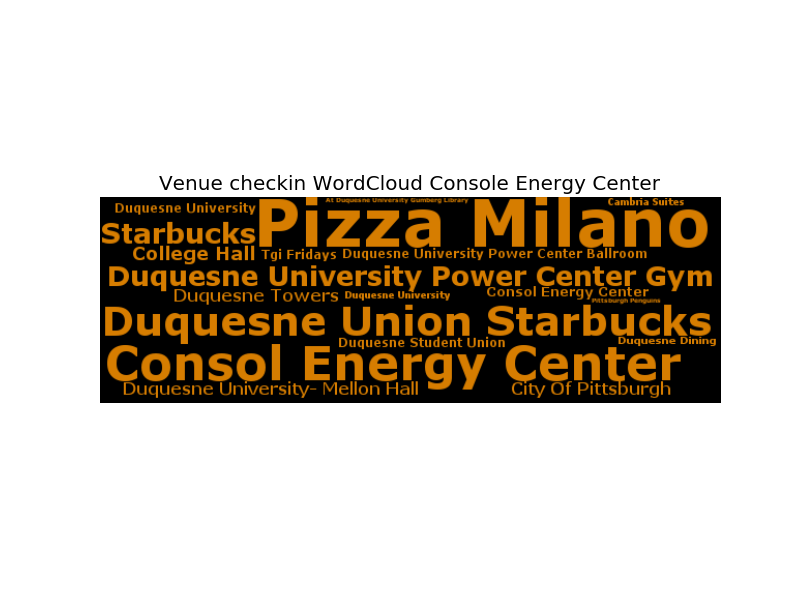 Venue checkin WordCloud Console Energy Center
At Duquesne University Gumberg Library
Cambria Suites
Duquesne University
Pizza Milano
Starbucks
College Hall
Tgi Fridays
Duquesne University Power Center Ballroom
Duquesne University Power Center Gym
Duquesne Towers
Duquesne University
Consol Energy Center
Pittsburgh Penguins
Duquesne Union Starbucks
Duquesne Student Union
Duquesne Dining
Consol Energy Center
Duquesne University- Mellon Hall
City Of Pittsburgh